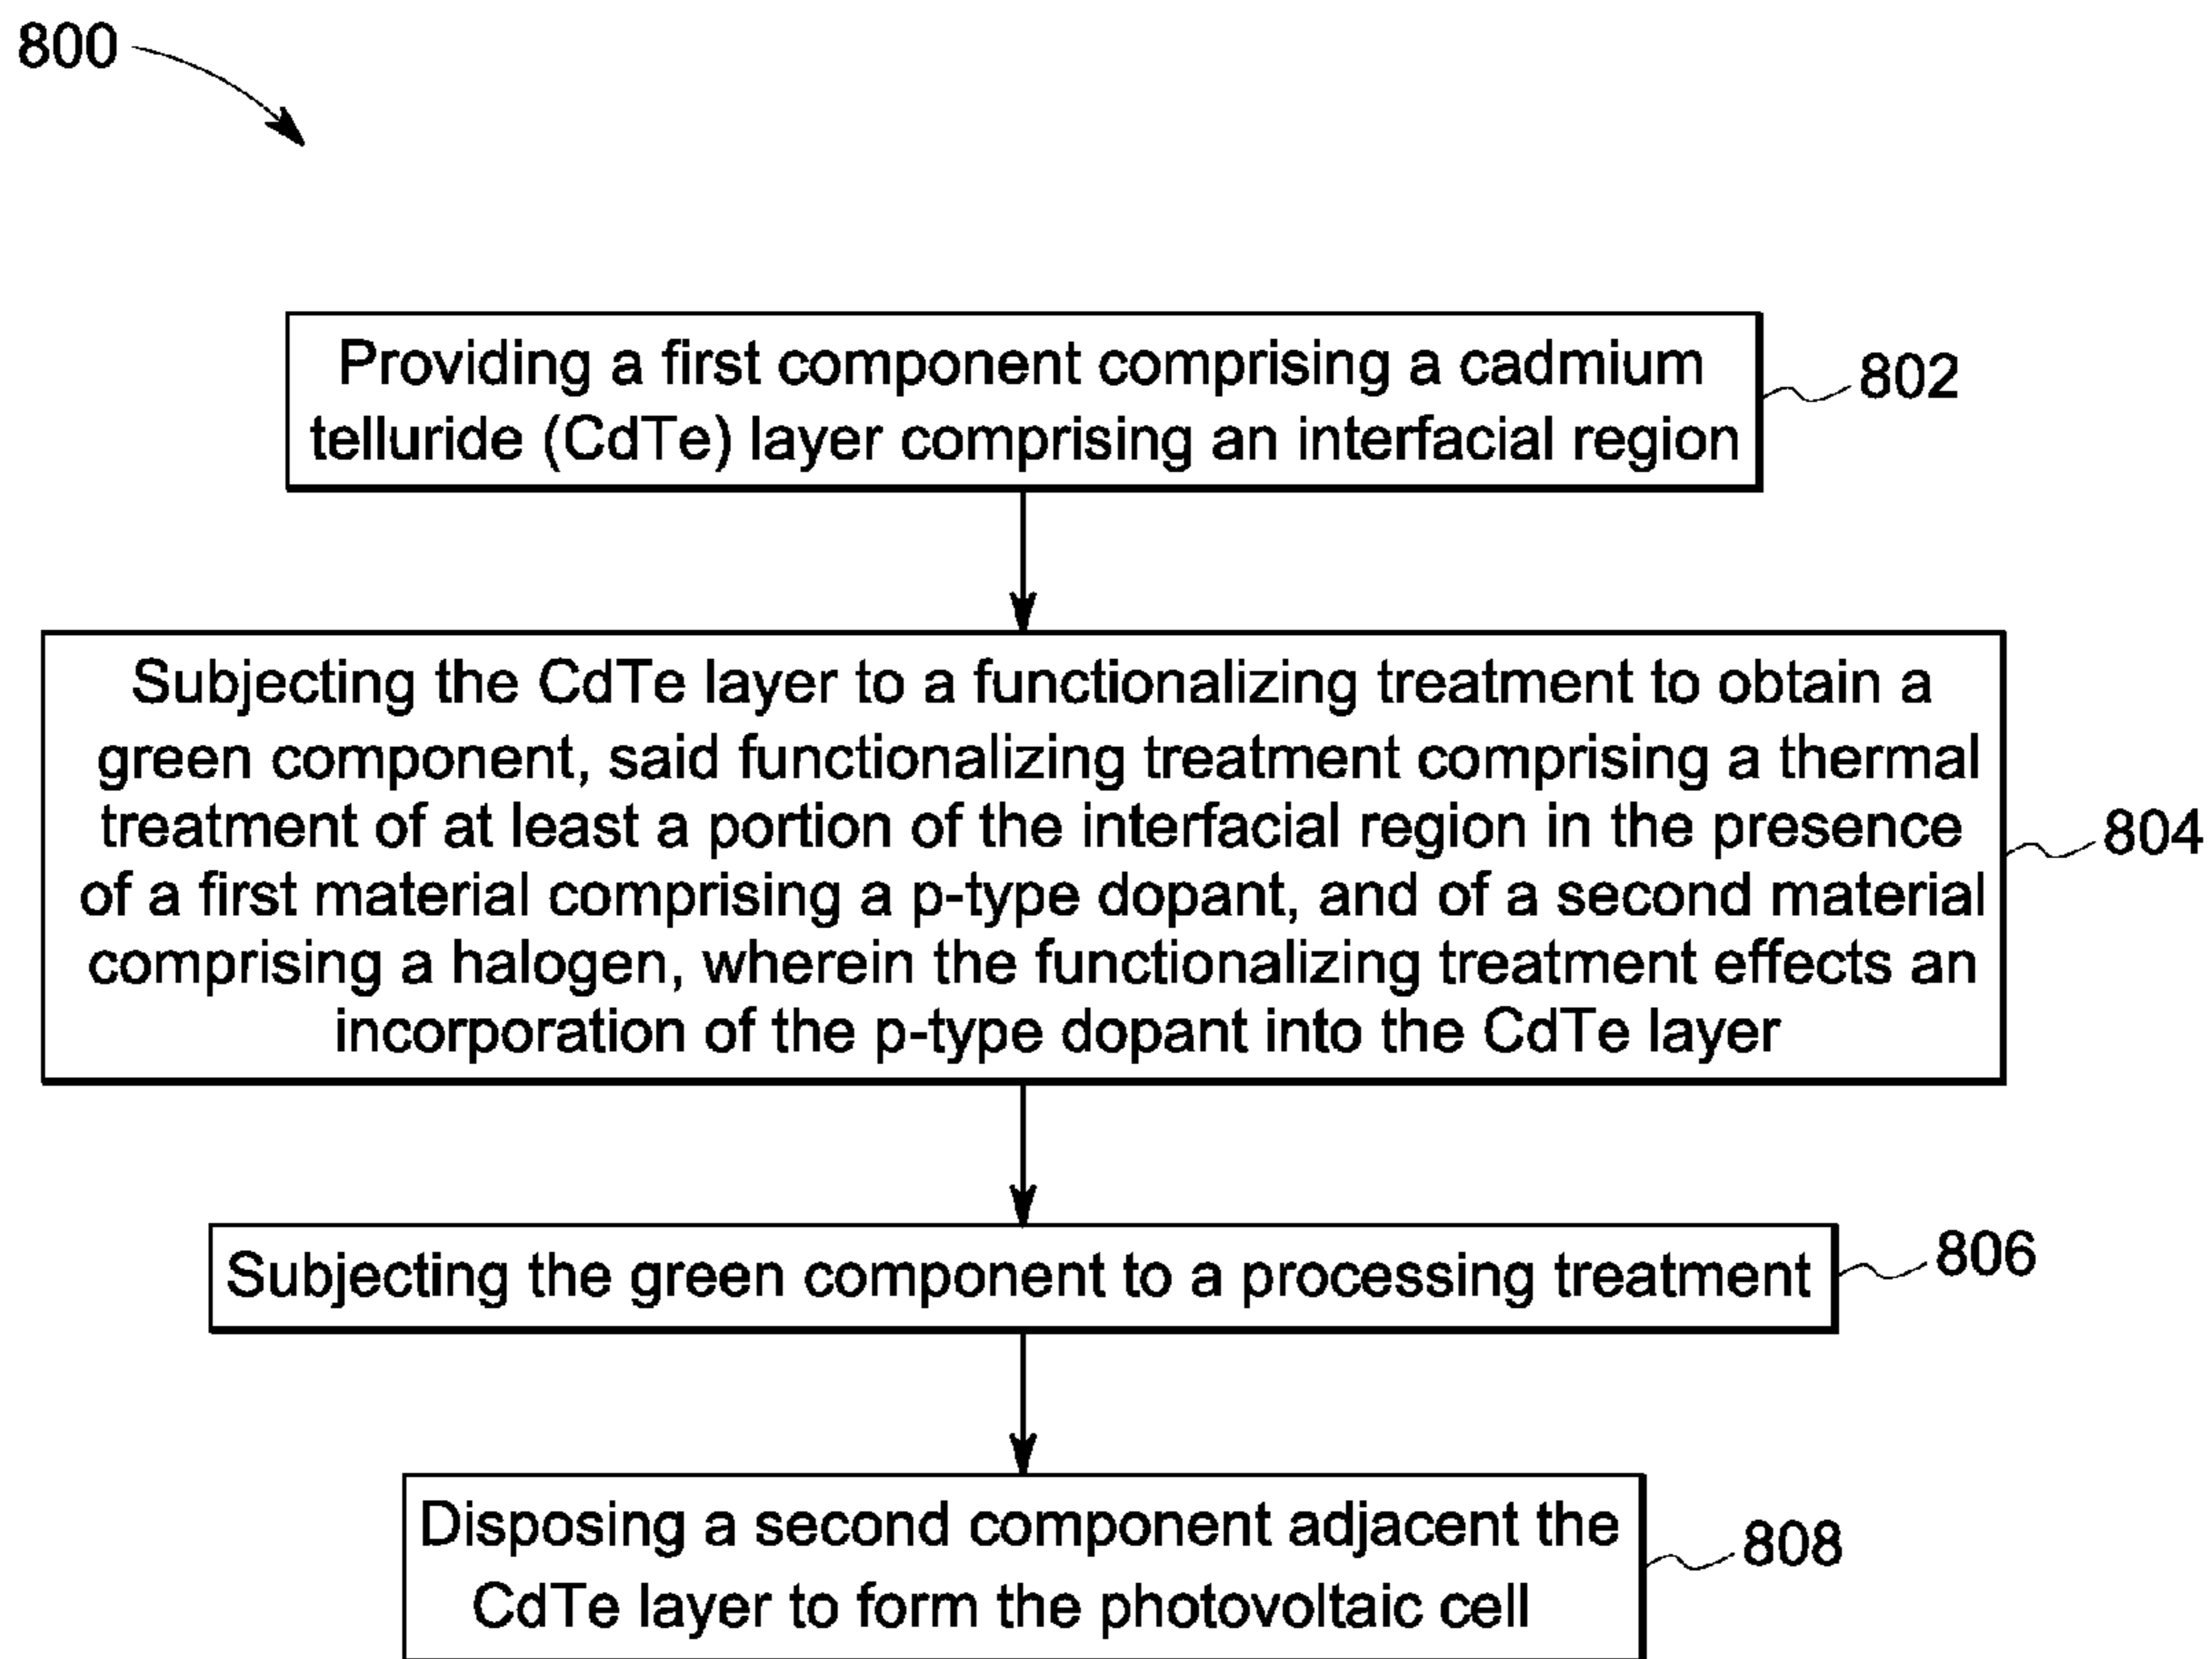 800
Providing a first component comprising a cadmium
telluride (CdTe) layer comprising an interfacial region
802
Subjecting the CdTe layer to a functionalizing treatment to obtain a
green component, said functionalizing treatment comprising a thermal
treatment of at least a portion of the interfacial region in the presence
of a first material comprising a p-type dopant, and of a second material
comprising a halogen, wherein the functionalizing treatment effects an
incorporation of the p-type dopant into the CdTe layer
804
Subjecting the green component to a processing treatment
806
Disposing a second component adjacent the
CdTe layer to form the photovoltaic cell
808